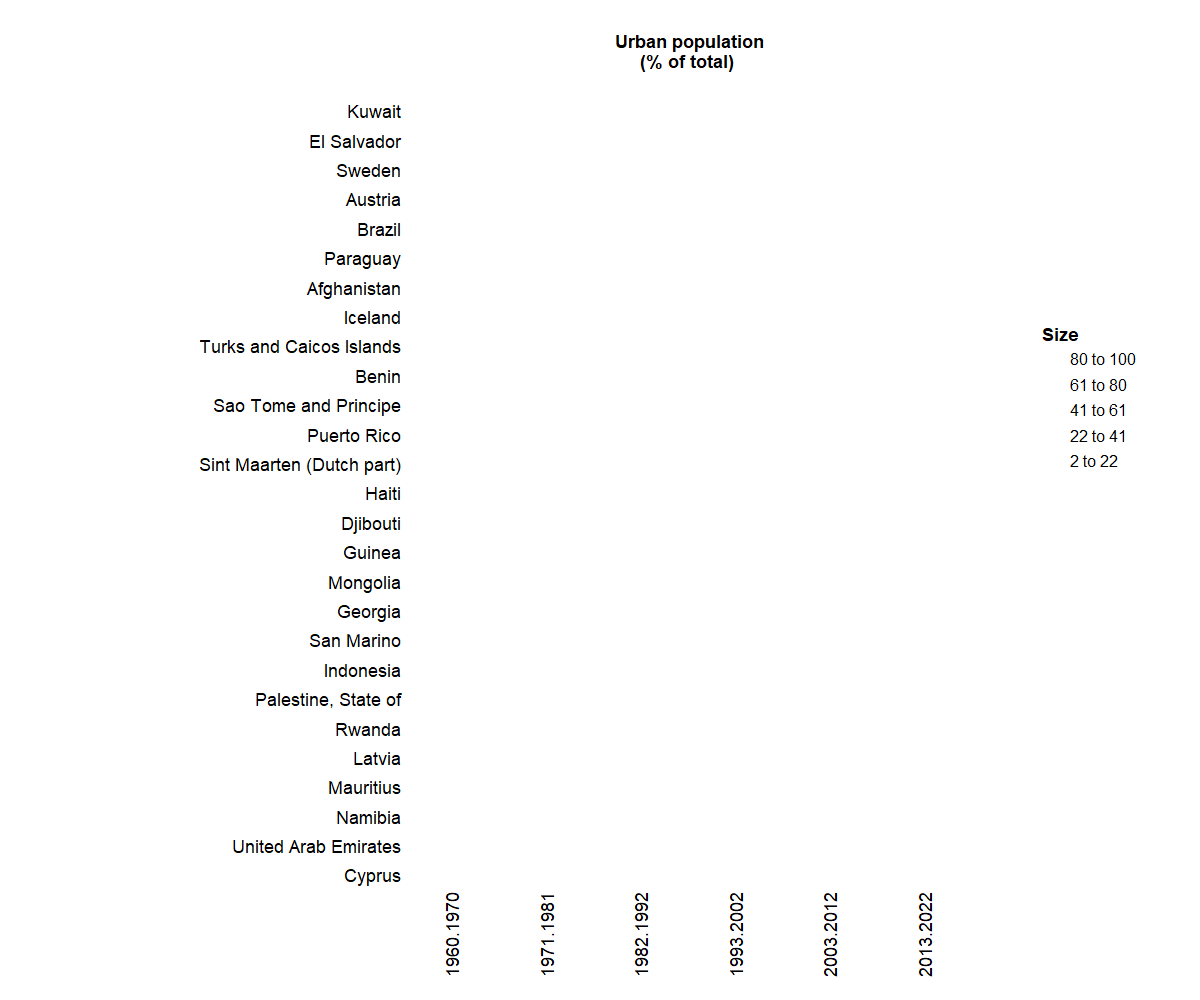 Urban population
(% of total)
Kuwait
El Salvador
Sweden
Austria
Brazil
Paraguay
Afghanistan
Iceland
Turks and Caicos Islands
Benin
Sao Tome and Principe
Puerto Rico
Sint Maarten (Dutch part)
Haiti
Djibouti
Guinea
Mongolia
Georgia
San Marino
Indonesia
Palestine, State of
Rwanda
Latvia
Mauritius
Namibia
United Arab Emirates
Cyprus
1960.1970
1971.1981
1982.1992
1993.2002
2003.2012
2013.2022
Size
80 to 100
61 to 80
41 to 61
22 to 41
2 to 22